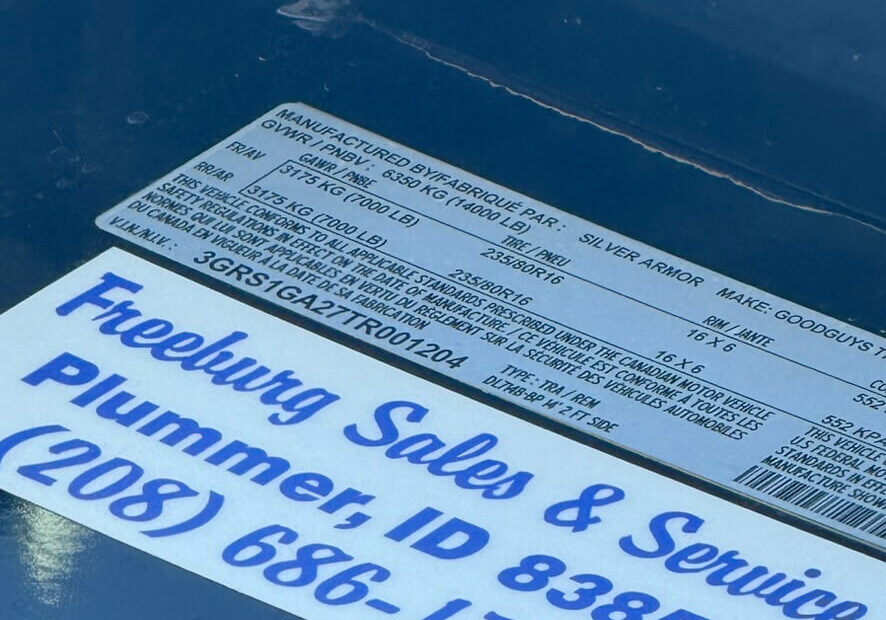 MANUFACTURED BY/FABRIQUÉ PAR : SILVER ARMOR MAKE: GOODGUYS
GVWR / PNBV : 6350 KG (14000 LB)
GAWR / PNBE TIRE / PNEU RIM / JANTE
FR/AV 3175 KG (7000 LB) 235/80R16 16 X 6 552
RR/AR 3175 KG (7000 LB) 235/80R16 16 X 6 552 KPA
THIS VEHICLE CONFORMS TO ALL APPLICABLE STANDARDS PRESCRIBED UNDER THE CANADIAN MOTOR VEHICLE
SAFETY REGULATIONS IN EFFECT ON THE DATE OF MANUFACTURE. / CE VÉHICULE EST CONFORME À TOUTES LES
NORMES QUI LUI SONT APPLICABLES EN VERTU DU RÈGLEMENT SUR LA SÉCURITÉ DES VÉHICULES AUTOMOBILES
DU CANADA EN VIGUEUR À LA DATE DE SA FABRICATION
V.I.N./N.I.V. : 3GRS1GA27TR001204 TYPE : TRA / REM
DL714B-BP 14' 2 FT SIDE
THIS VEHICLE
U.S FEDERAL
STANDARDS IN
MANUFACTURE SHOWN
Freeburg Sales & Service
Plummer, ID 838
(208) 686-1